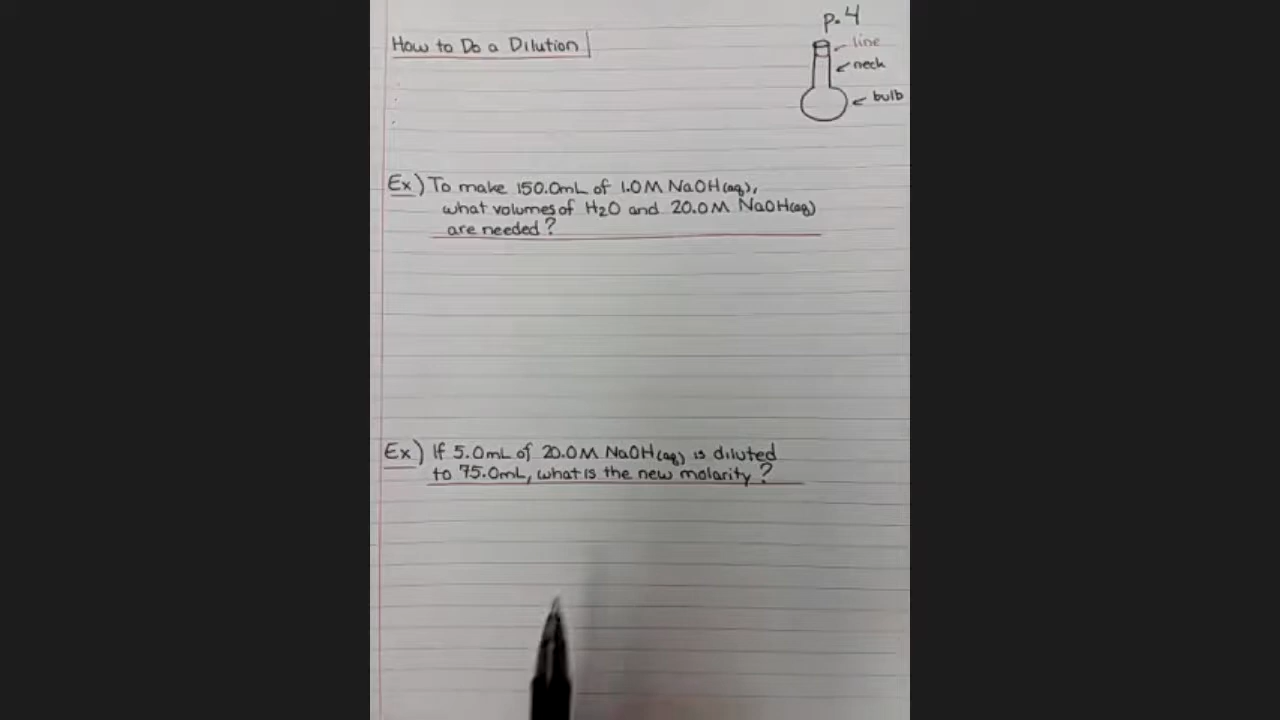 p. 4
How to Do a Dilution
line
neck
bulb
Ex) To make 150.0mL of 1.0M NaOH(aq),
what volumes of H₂O and 20.0M NaOH(aq)
are needed?
Ex) If 5.0mL of 20.0M NaOH(aq) is diluted
to 75.0mL, what is the new molarity?